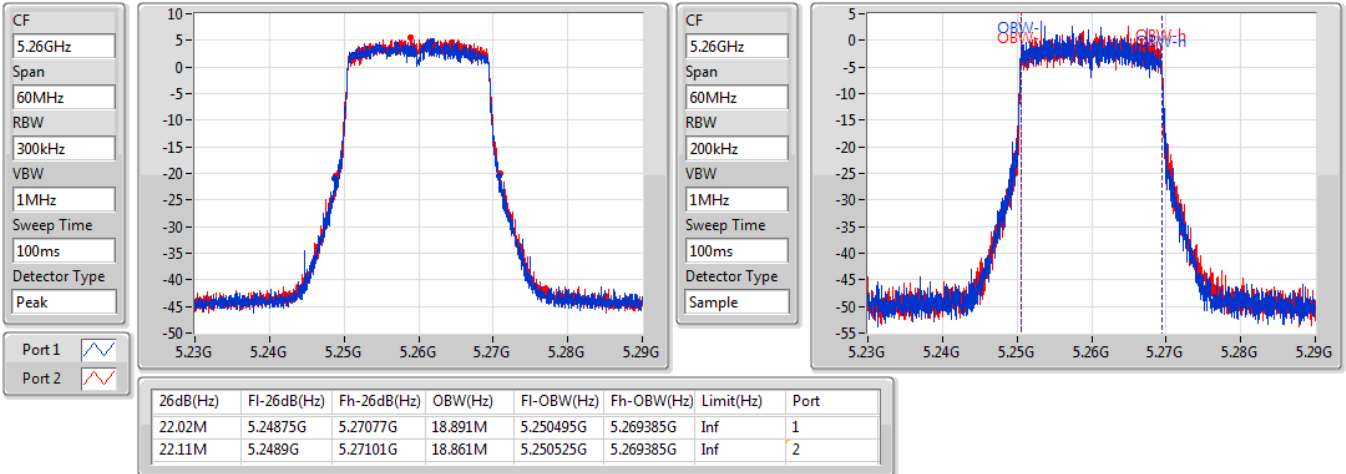 CF
5.26GHz
Span
60MHz
RBW
300kHz
VBW
1MHz
Sweep Time
100ms
Detector Type
Peak
Port 1
Port 2
10
5
0
-5
-10
-15
-20
-25
-30
-35
-40
-45
-50
5.23G 5.24G 5.25G 5.26G 5.27G 5.28G 5.29G
CF
5.26GHz
Span
60MHz
RBW
200kHz
VBW
1MHz
Sweep Time
100ms
Detector Type
Sample
5
0
-5
-10
-15
-20
-25
-30
-35
-40
-45
-50
-55
OBW-l OBW-h
OBW-l OBW-h
5.23G 5.24G 5.25G 5.26G 5.27G 5.28G 5.29G
26dB(Hz) Fl-26dB(Hz) Fh-26dB(Hz) OBW(Hz) Fl-OBW(Hz) Fh-OBW(Hz) Limit(Hz) Port
22.02M 5.24875G 5.27077G 18.891M 5.250495G 5.269385G Inf 1
22.11M 5.2489G 5.27101G 18.861M 5.250525G 5.269385G Inf 2